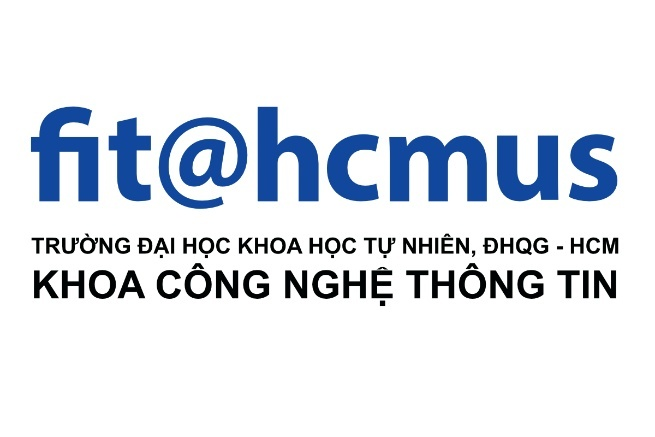 fit@hcmus
TRƯỜNG ĐẠI HỌC KHOA HỌC TỰ NHIÊN, ĐHQG - HCM
KHOA CÔNG NGHỆ THÔNG TIN